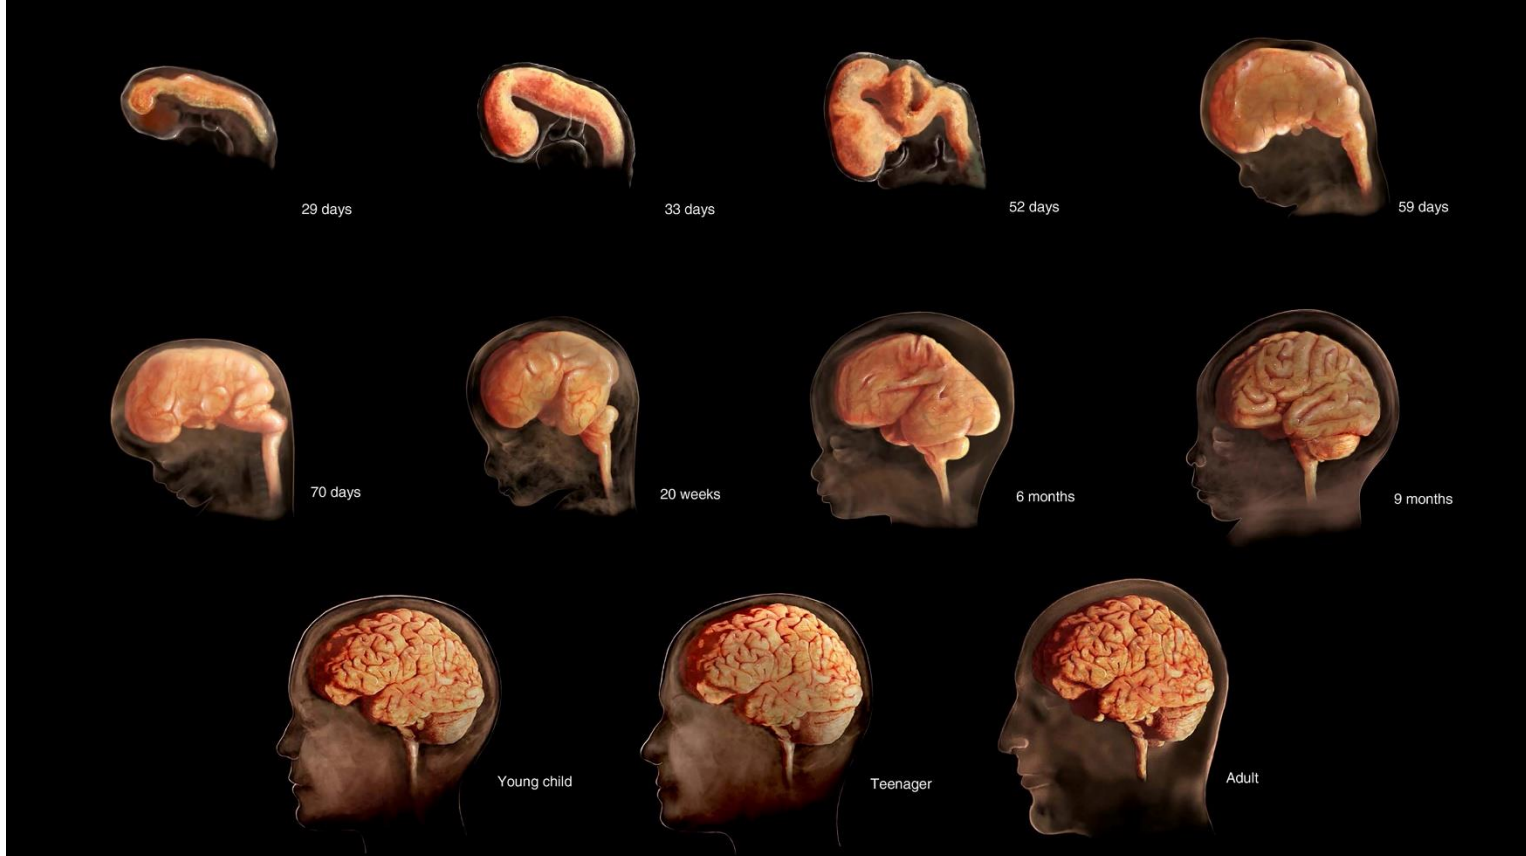 29 days
33 days
52 days
59 days
70 days
20 weeks
6 months
9 months
Young child
Teenager
Adult